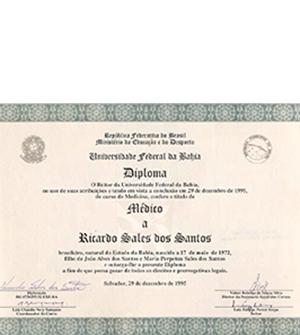 República Federativa do Brasil
Ministério da Educação e do Desporto
Universidade Federal da Bahia
Diploma
O Reitor da Universidade Federal da Bahia,
no uso de suas atribuições e tendo em vista a conclusão em 29 de dezembro de 1995,
do curso de Medicina, confere o título de
Médico
a
Ricardo Sales dos Santos
brasileiro, natural do Estado da Bahia, nascido a 17 de maio de 1972,
filho de João Alves dos Santos e Maria Perpetua Sales dos Santos
e outorga-lhe o presente Diploma
a fim de que possa gozar de todos os direitos e prerrogativas legais.
Salvador, 29 de dezembro de 1995
Diplomado
Reitor